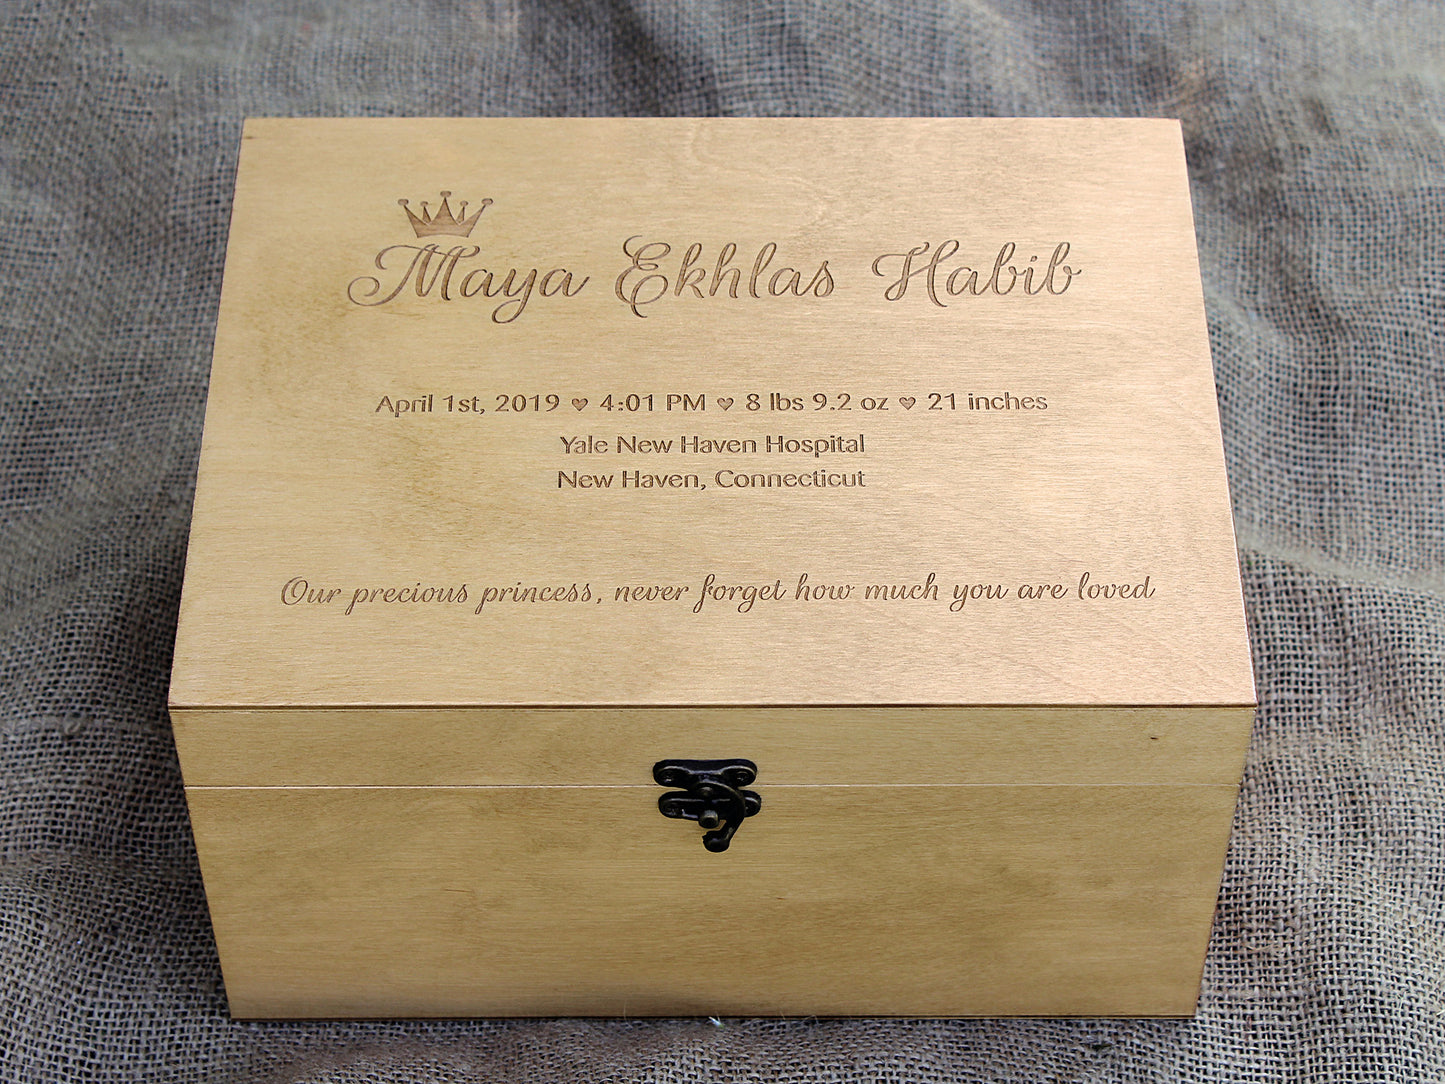 Maya Ekhlas Habib
April 1st, 2019 ♥ 4:01 PM ♥ 8 lbs 9.2 oz ♥ 21 inches
Yale New Haven Hospital
New Haven, Connecticut
Our precious princess, never forget how much you are loved